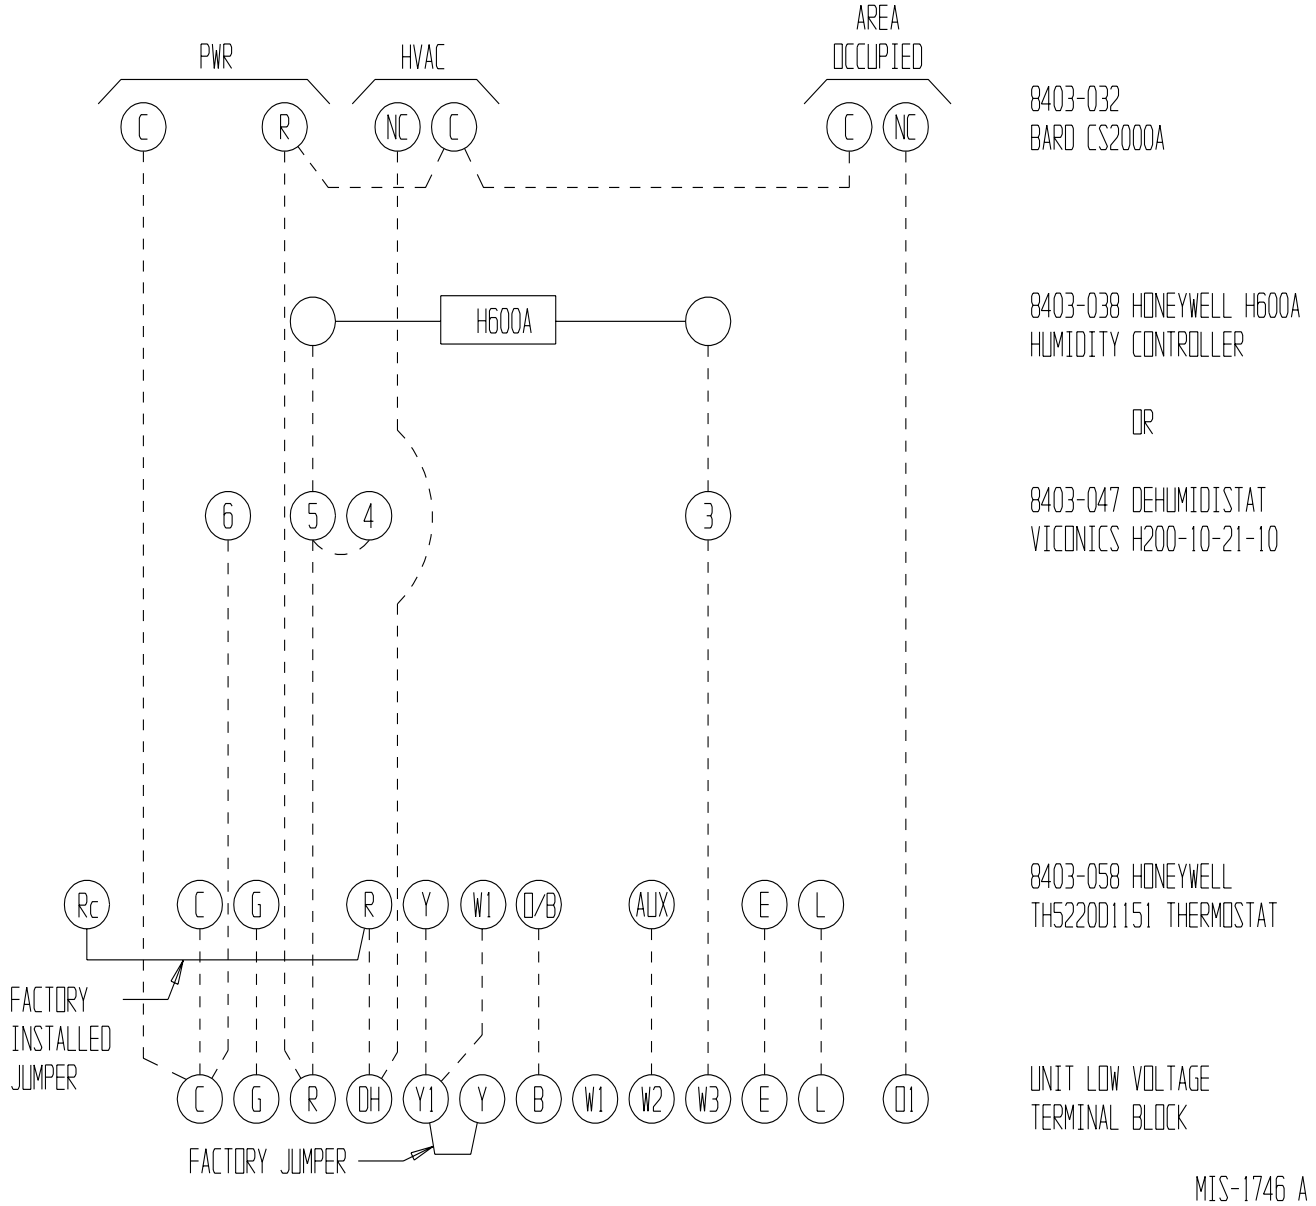 AREA
PWR HVAC OCCUPIED
C R NC C C NC
8403-032
BARD CS2000A
H600A
8403-038 HONEYWELL H600A
HUMIDITY CONTROLLER
OR
6 5 4 3
8403-047 DEHUMIDISTAT
VICONICS H200-10-21-10
Rc C G R Y W1 O/B AUX E L
8403-058 HONEYWELL
TH5220D1151 THERMOSTAT
FACTORY
INSTALLED
JUMPER
C G R OH Y1 Y B W1 W2 W3 E L O1
UNIT LOW VOLTAGE
TERMINAL BLOCK
FACTORY JUMPER
MIS-1746 A